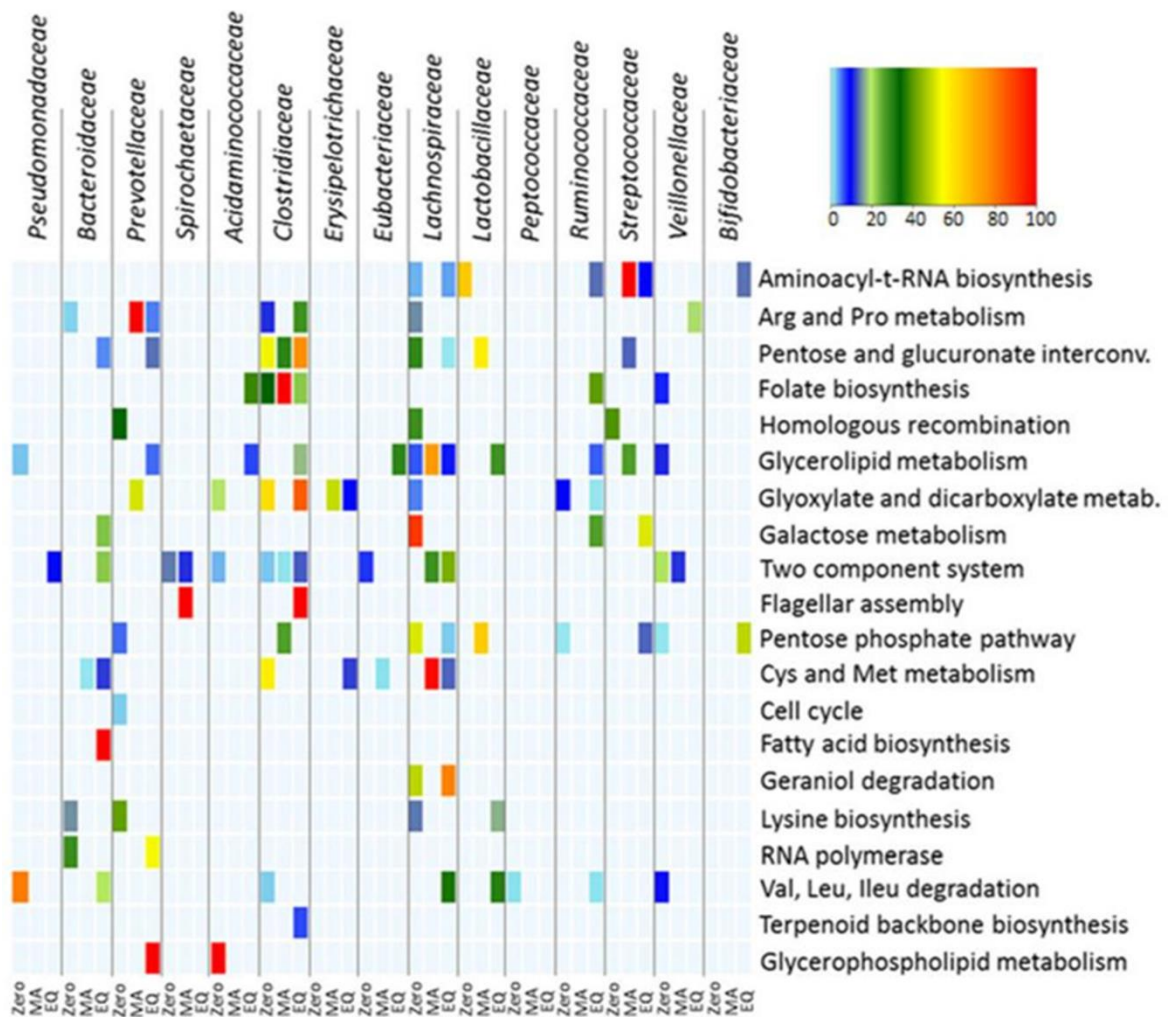 Pseudomonadaceae
Bacteroidaceae
Prevotellaceae
Spirochaetaceae
Acidaminococcaceae
Clostridiaceae
Erysipelotrichaceae
Eubacteriaceae
Lachnospiraceae
Lactobacillaceae
Peptococcaceae
Ruminococcaceae
Streptococcaceae
Veillonellaceae
Bifidobacteriaceae
0 20 40 60 80 100
Aminoacyl-t-RNA biosynthesis
Arg and Pro metabolism
Pentose and glucuronate interconv.
Folate biosynthesis
Homologous recombination
Glycerolipid metabolism
Glyoxylate and dicarboxylate metab.
Galactose metabolism
Two component system
Flagellar assembly
Pentose phosphate pathway
Cys and Met metabolism
Cell cycle
Fatty acid biosynthesis
Geraniol degradation
Lysine biosynthesis
RNA polymerase
Val, Leu, Ileu degradation
Terpenoid backbone biosynthesis
Glycerophospholipid metabolism
Zero MA EQ Zero MA EQ Zero MA EQ Zero MA EQ Zero MA EQ Zero MA EQ Zero MA EQ Zero MA EQ Zero MA EQ Zero MA EQ Zero MA EQ Zero MA EQ Zero MA EQ Zero MA EQ Zero MA EQ